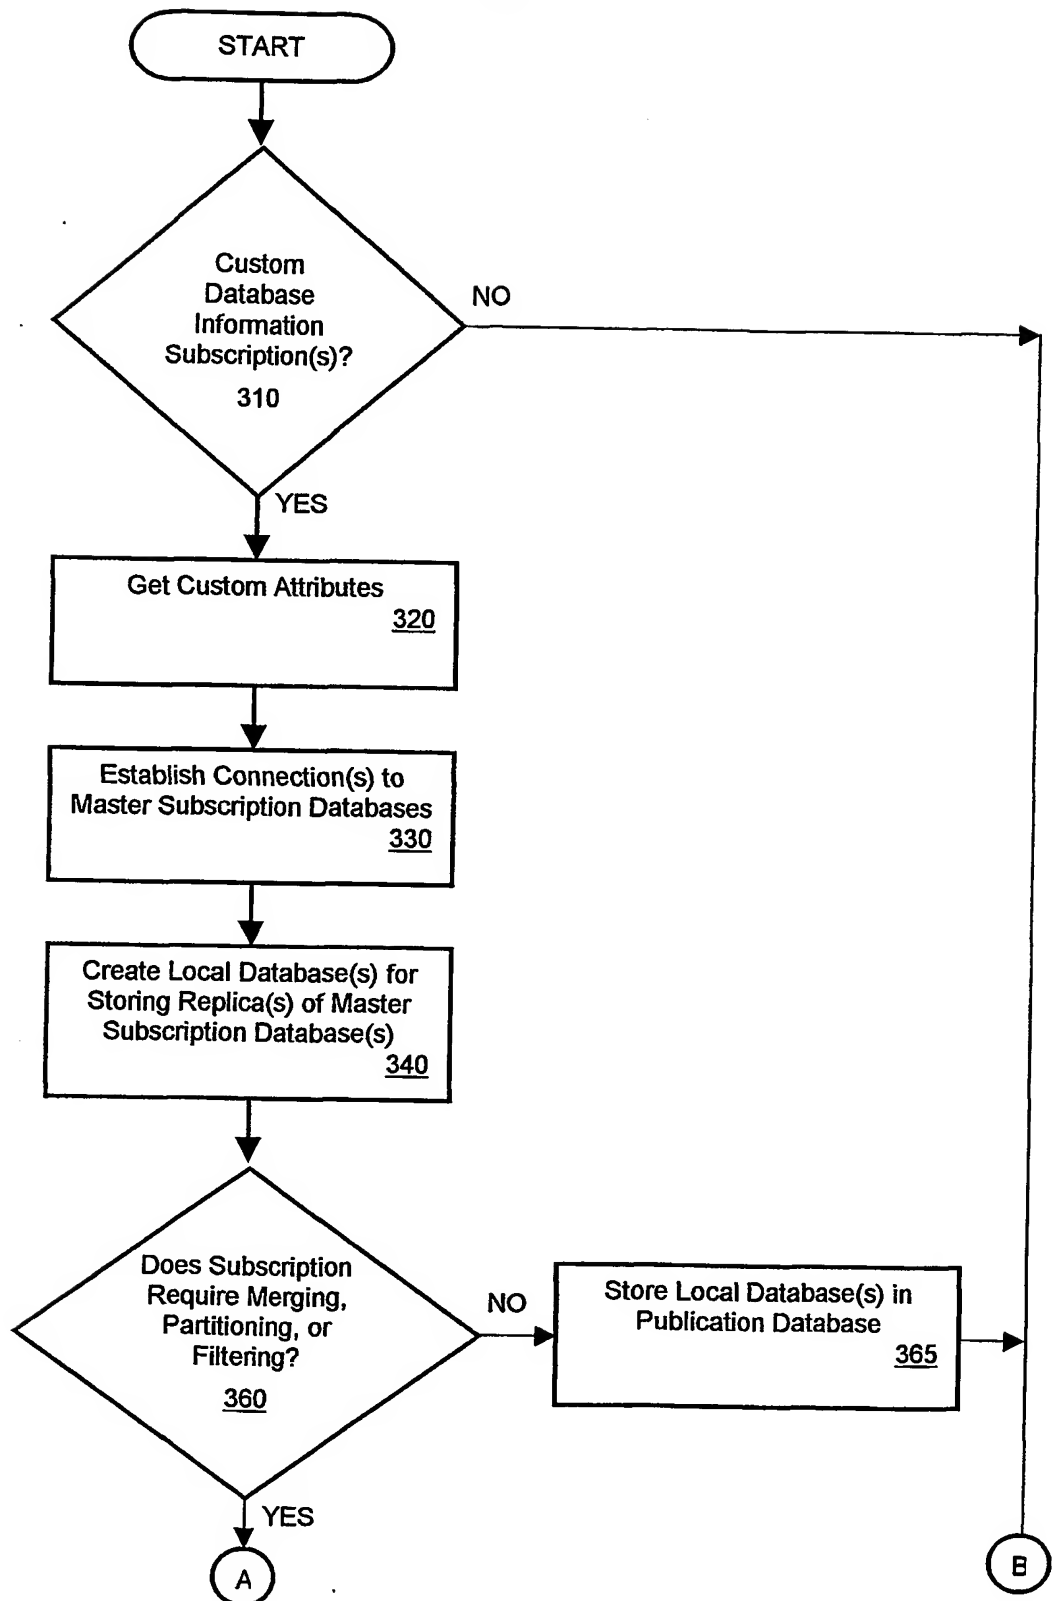 START
Custom
Database
Information
Subscription(s)?
310
NO
YES
Get Custom Attributes
320
Establish Connection(s) to
Master Subscription Databases
330
Create Local Database(s) for
Storing Replica(s) of Master
Subscription Database(s)
340
Does Subscription
Require Merging,
Partitioning, or
Filtering?
360
NO
Store Local Database(s) in
Publication Database
365
YES
A
B